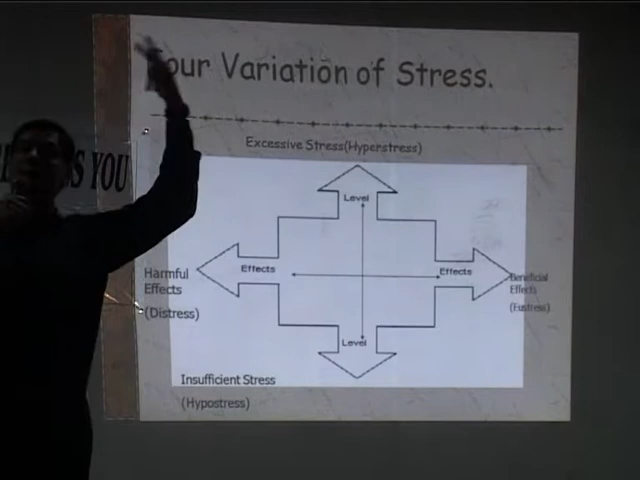 Four Variation of Stress.
Excessive Stress(Hyperstress)
YOU
Level
Harmful
Effects
(Distress)
Effects
Effects
Beneficial
Effects
(Eustress)
Level
Insufficient Stress
(Hypostress)